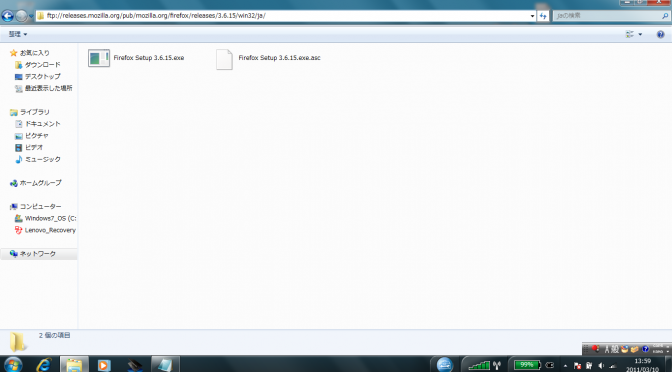 ftp://releases.mozilla.org/pub/mozilla.org/firefox/releases/3.6.15/win32/ja/
jaの検索
整理
お気に入り
ダウンロード
デスクトップ
最近表示した場所
ライブラリ
ドキュメント
ピクチャ
ビデオ
ミュージック
ホームグループ
コンピューター
Windows7_OS (C:
Lenovo_Recovery
ネットワーク
Firefox Setup 3.6.15.exe
Firefox Setup 3.6.15.exe.asc
2 個の項目
A 般
99%
13:59
2011/03/10